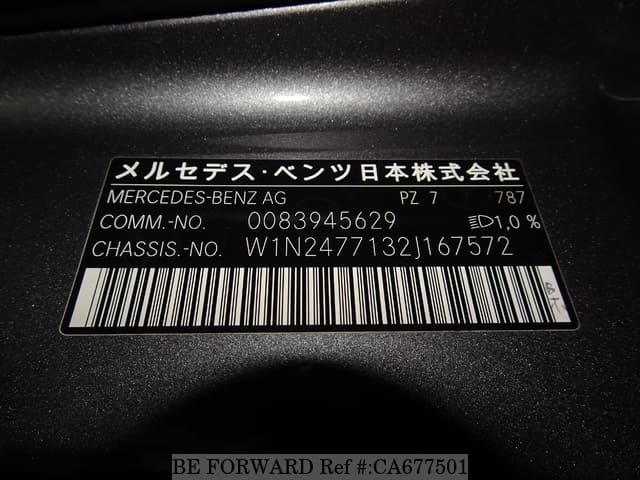 メルセデス・ベンツ日本株式会社
MERCEDES-BENZ AG PZ 7 787
COMM.-NO. 0083945629 1,0 %
CHASSIS.-NO. W1N2477132J167572
BE FORWARD Ref #:CA677501